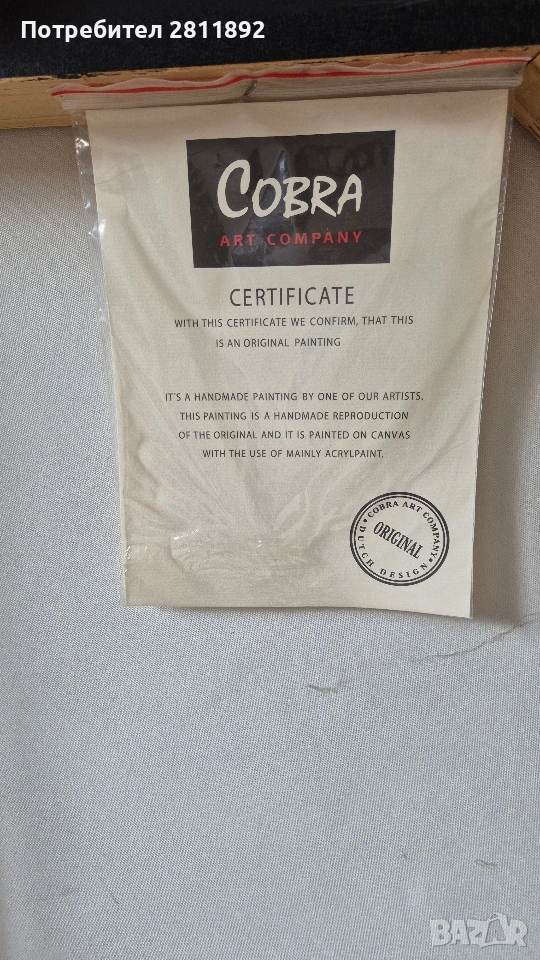 Потребител 2811892
COBRA
ART COMPANY
CERTIFICATE
WITH THIS CERTIFICATE WE CONFIRM, THAT THIS
IS AN ORIGINAL PAINTING
IT'S A HANDMADE PAINTING BY ONE OF OUR ARTISTS.
THIS PAINTING IS A HANDMADE REPRODUCTION
OF THE ORIGINAL AND IT IS PAINTED ON CANVAS
WITH THE USE OF MAINLY ACRYLPAINT.
• COBRA ART COMPANY •
ORIGINAL
DUTCH DESIGN
BAZAR